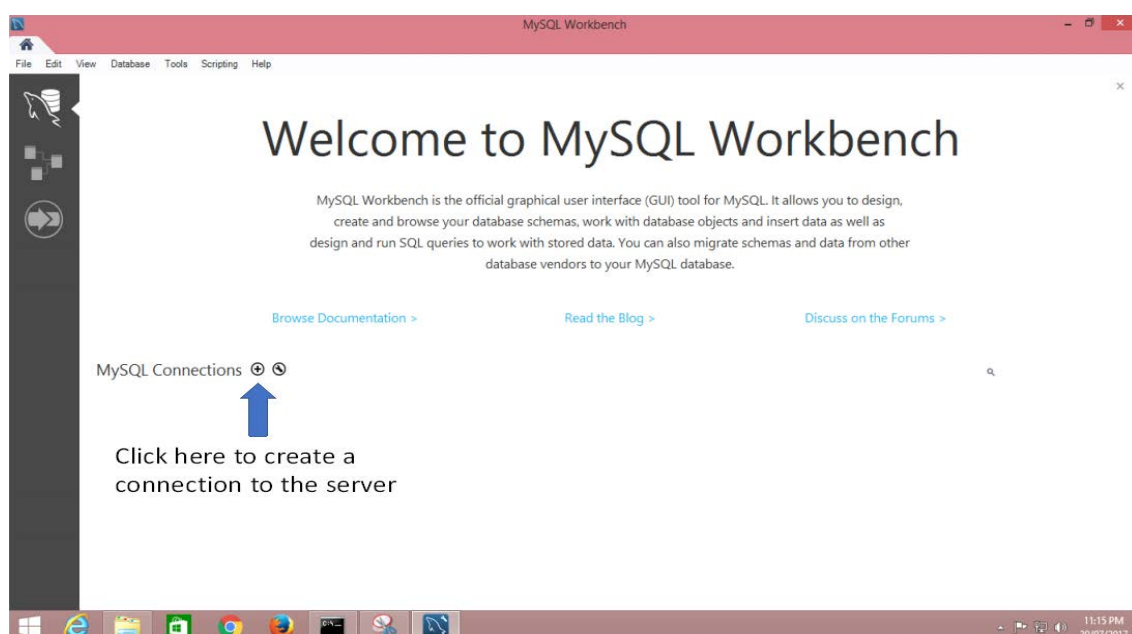 MySQL Workbench
File Edit View Database Tools Scripting Help
Welcome to MySQL Workbench
MySQL Workbench is the official graphical user interface (GUI) tool for MySQL. It allows you to design,
create and browse your database schemas, work with database objects and insert data as well as
design and run SQL queries to work with stored data. You can also migrate schemas and data from other
database vendors to your MySQL database.
Browse Documentation > Read the Blog > Discuss on the Forums >
MySQL Connections
Click here to create a
connection to the server
11:15 PM